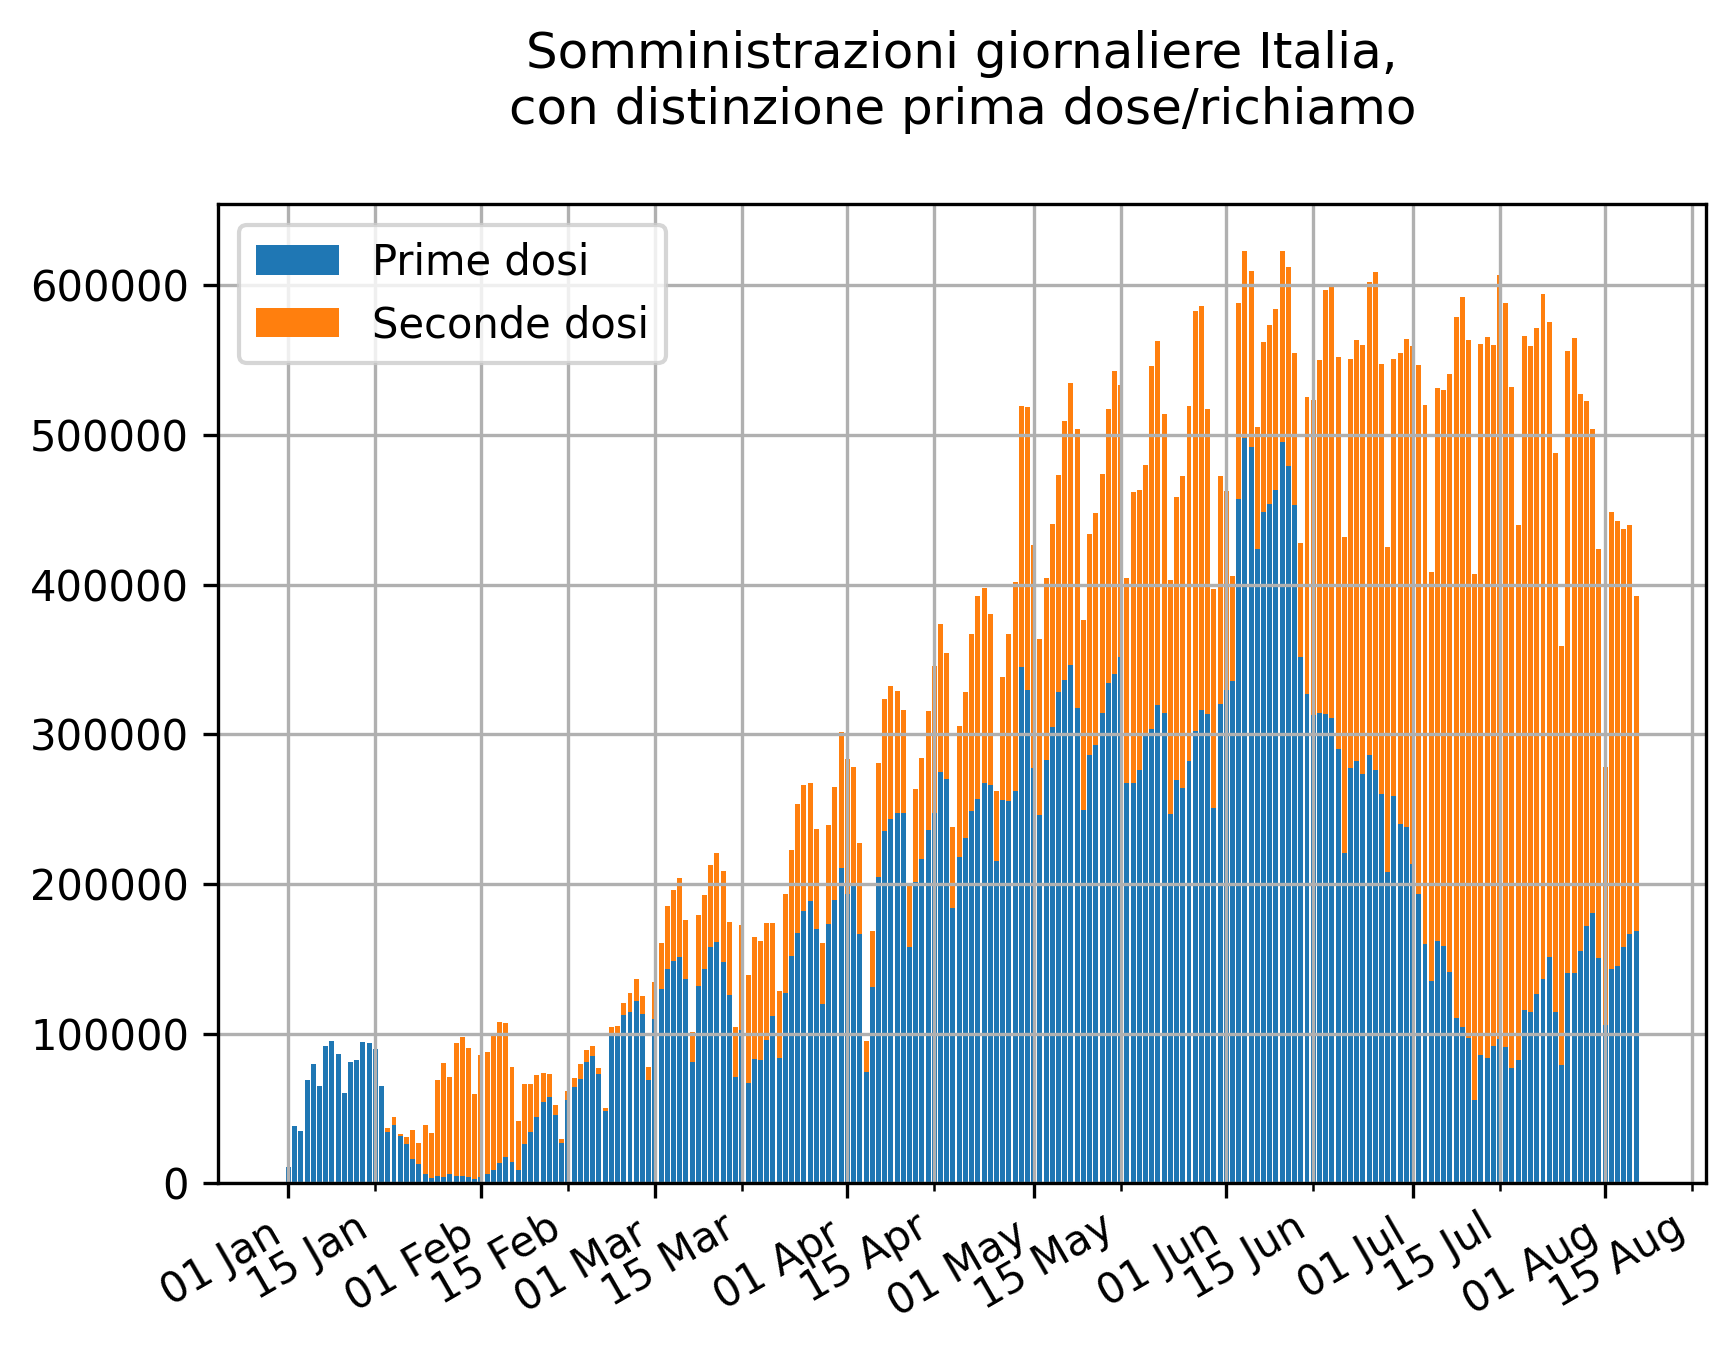 Somministrazioni giornaliere Italia,
con distinzione prima dose/richiamo
Prime dosi
Seconde dosi
600000
500000
400000
300000
200000
100000
0
01 Jan
15 Jan
01 Feb
15 Feb
01 Mar
15 Mar
01 Apr
15 Apr
01 May
15 May
01 Jun
15 Jun
01 Jul
15 Jul
01 Aug
15 Aug